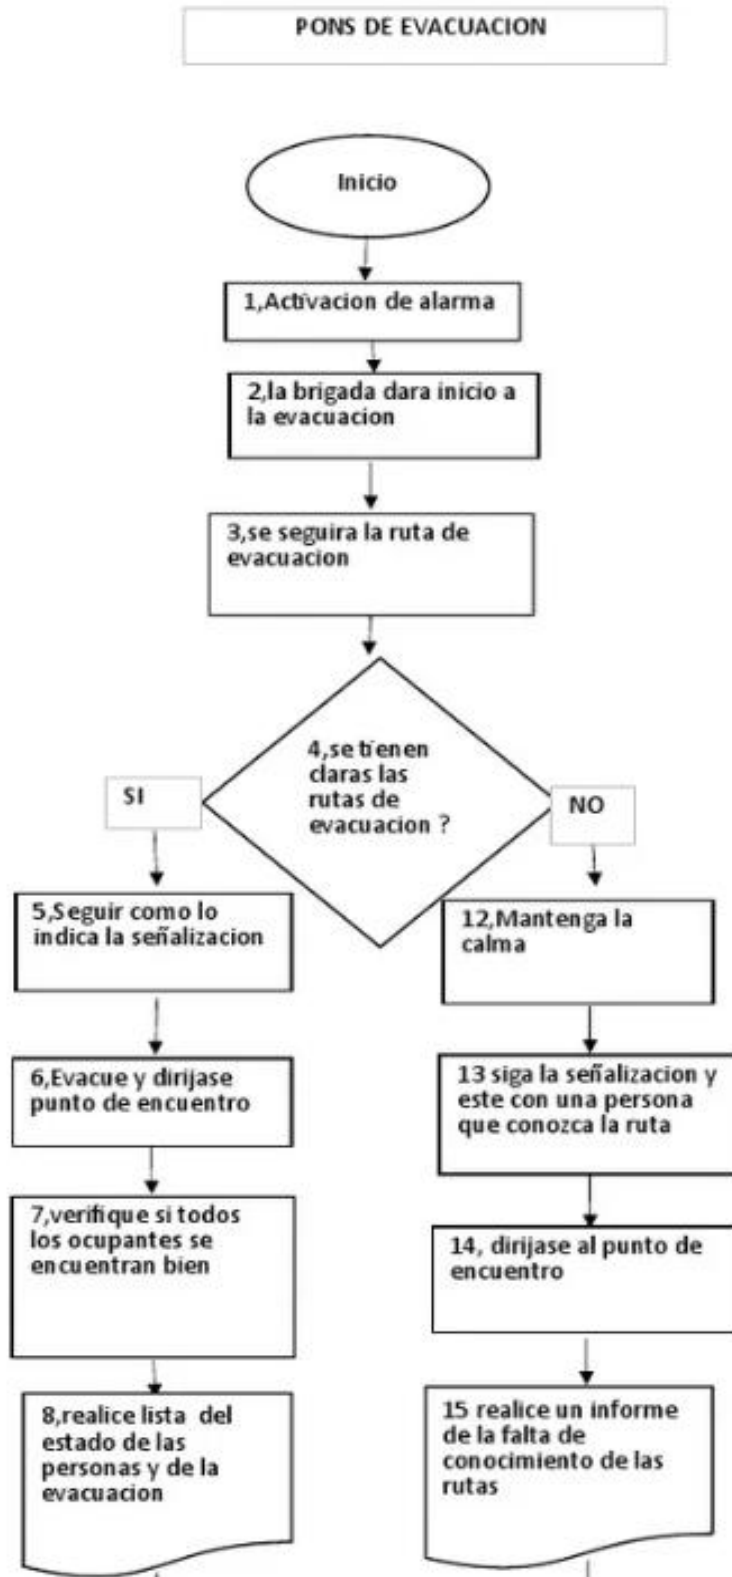 PONS DE EVACUACION
Inicio
1,Activacion de alarma
2,la brigada dara inicio a
la evacuacion
3,se seguira la ruta de
evacuacion
4,se tienen
claras las
rutas de
evacuacion ?
SI
NO
5,Seguir como lo
indica la señalizacion
6,Evacue y dirijase
punto de encuentro
7,verifique si todos
los ocupantes se
encuentran bien
8,realice lista del
estado de las
personas y de la
evacuacion
12,Mantenga la
calma
13 siga la señalizacion y
este con una persona
que conozca la ruta
14, dirijase al punto de
encuentro
15 realice un informe
de la falta de
conocimiento de las
rutas